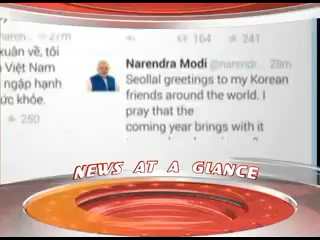 27m
164 241
xuân về, tôi
Việt Nam
ngập hạnh
ức khỏe.
250
Narendra Modi @narendr... 29m
Seollal greetings to my Korean
friends around the world. I
pray that the
coming year brings with it
NEWS AT A GLANCE